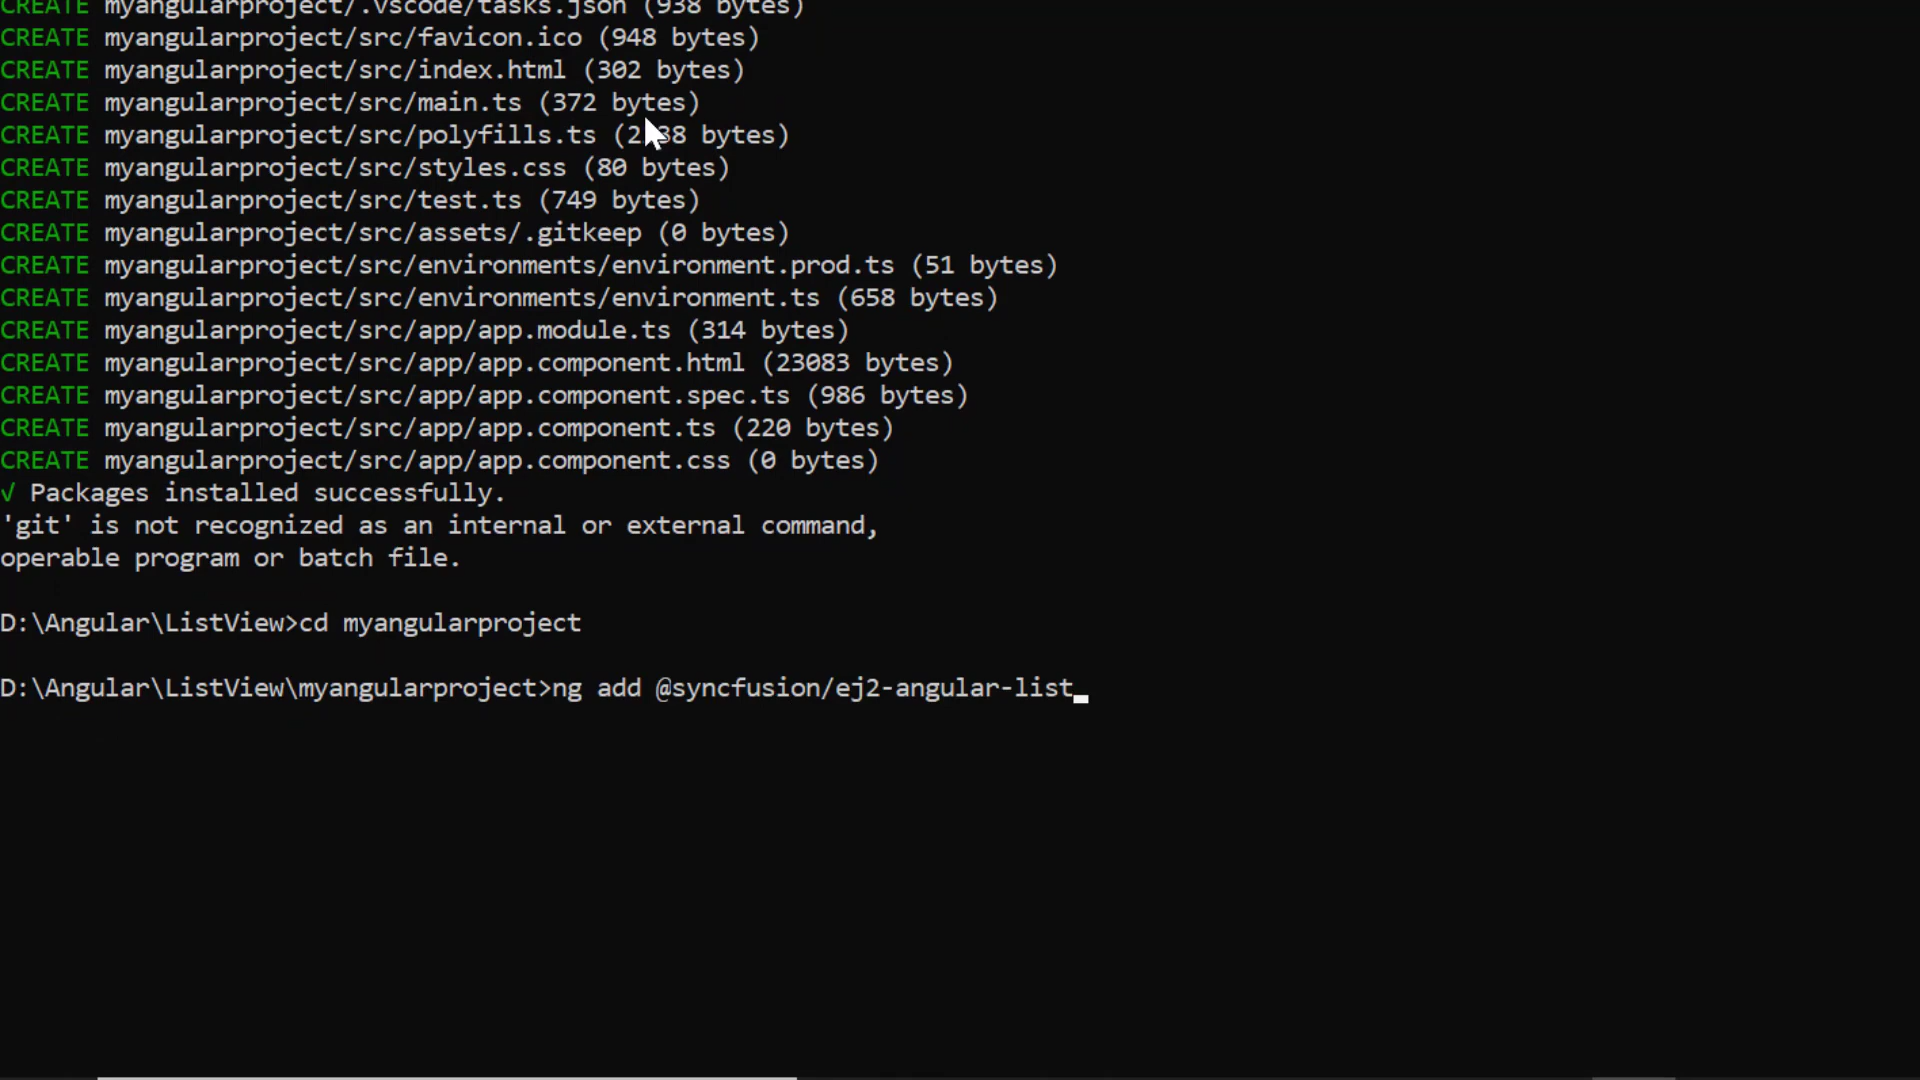 CREATE myangularproject/.vscode/tasks.json (938 bytes)
CREATE myangularproject/src/favicon.ico (948 bytes)
CREATE myangularproject/src/index.html (302 bytes)
CREATE myangularproject/src/main.ts (372 bytes)
CREATE myangularproject/src/polyfills.ts bytes)
CREATE myangularproject/src/styles.css (80 bytes)
CREATE myangularproject/src/test.ts (749 bytes)
CREATE myangularproject/src/assets/.gitkeep (0 bytes)
CREATE myangularproject/src/environments/environment.prod.ts (51 bytes)
CREATE myangularproject/src/environments/environment.ts (658 bytes)
CREATE myangularproject/src/app/app.module.ts (314 bytes)
CREATE myangularproject/src/app/app.component.html (23083 bytes)
CREATE myangularproject/src/app/app.component.spec.ts (986 bytes)
CREATE myangularproject/src/app/app.component.ts (220 bytes)
CREATE myangularproject/src/app/app.component.css (0 bytes)
√ Packages installed successfully.
'git' is not recognized as an internal or external command,
operable program or batch file.
D:\Angular\ListView>cd myangularproject
D:\Angular\ListView\myangularproject>ng add @syncfusion/ej2-angular-list